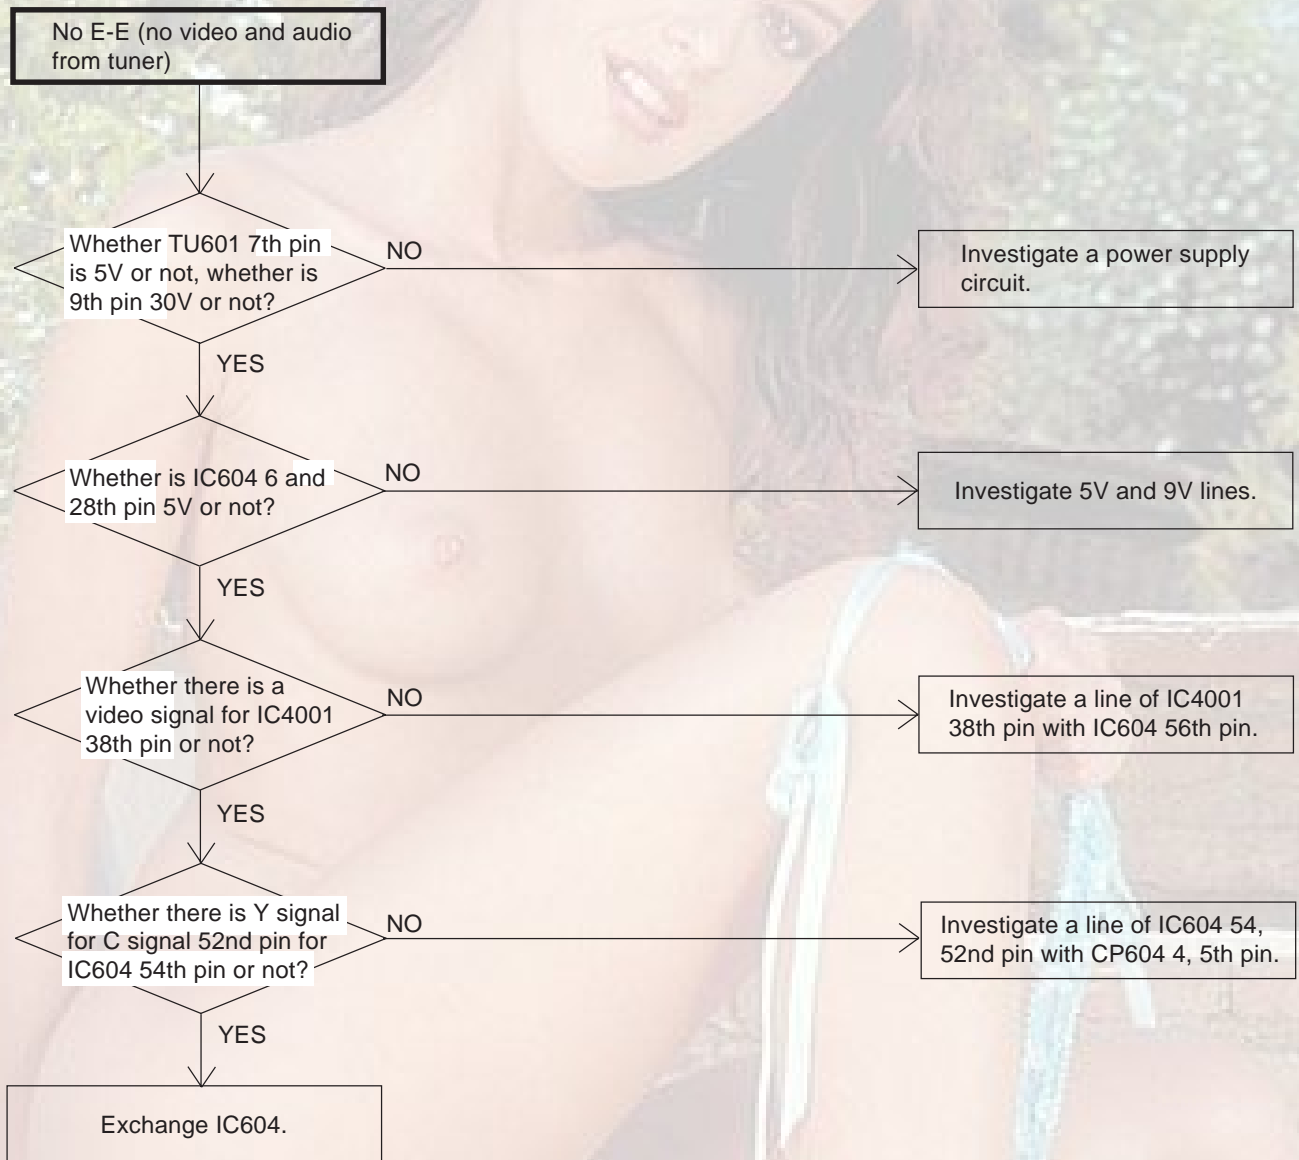 No E-E (no video and audio
from tuner)
Whether TU601 7th pin
is 5V or not, whether is
9th pin 30V or not?
NO
Investigate a power supply
circuit.
YES
Whether is IC604 6 and
28th pin 5V or not?
NO
Investigate 5V and 9V lines.
YES
Whether there is a
video signal for IC4001
38th pin or not?
NO
Investigate a line of IC4001
38th pin with IC604 56th pin.
YES
Whether there is Y signal
for C signal 52nd pin for
IC604 54th pin or not?
NO
Investigate a line of IC604 54,
52nd pin with CP604 4, 5th pin.
YES
Exchange IC604.